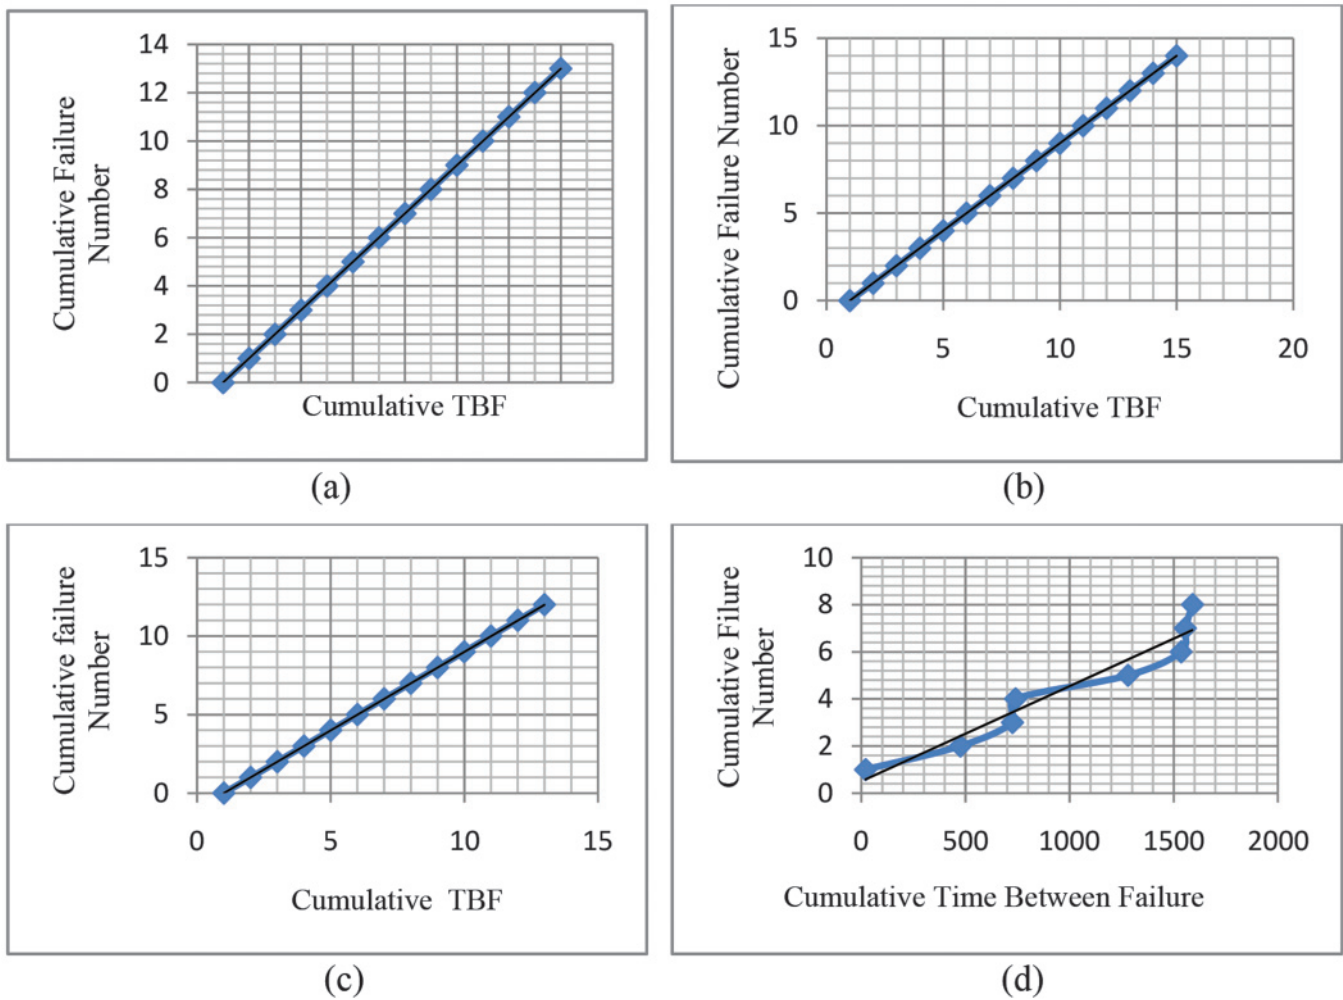 14
12
10
8
6
4
2
0
Cumulative Failure
Number
Cumulative TBF
(a)
15
10
5
0
0 5 10 15 20
Cumulative Failure Number
Cumulative TBF
(b)
15
10
5
0
0 5 10 15
Cumulative failure
Number
Cumulative TBF
(c)
10
8
6
4
2
0
0 500 1000 1500 2000
Cumulative Filure
Number
Cumulative Time Between Failure
(d)